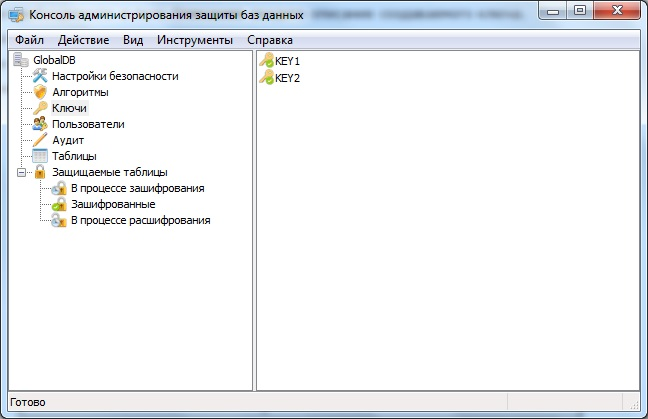 Консоль администрирования защиты баз данных
Файл Действие Вид Инструменты Справка
GlobalDB
Настройки безопасности
Алгоритмы
Ключи
Пользователи
Аудит
Таблицы
Защищаемые таблицы
В процессе зашифрования
Зашифрованные
В процессе расшифрования
KEY1
KEY2
Готово